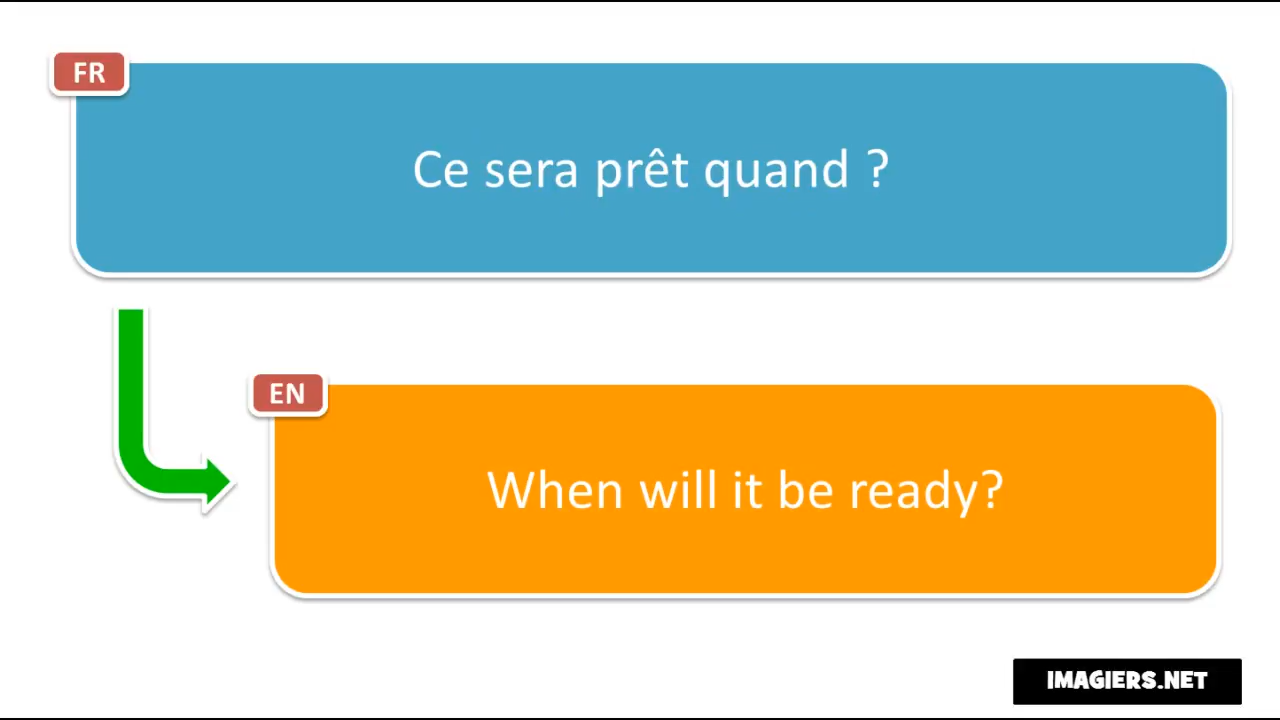 FR
Ce sera prêt quand ?
EN
When will it be ready?
IMAGIERS.NET